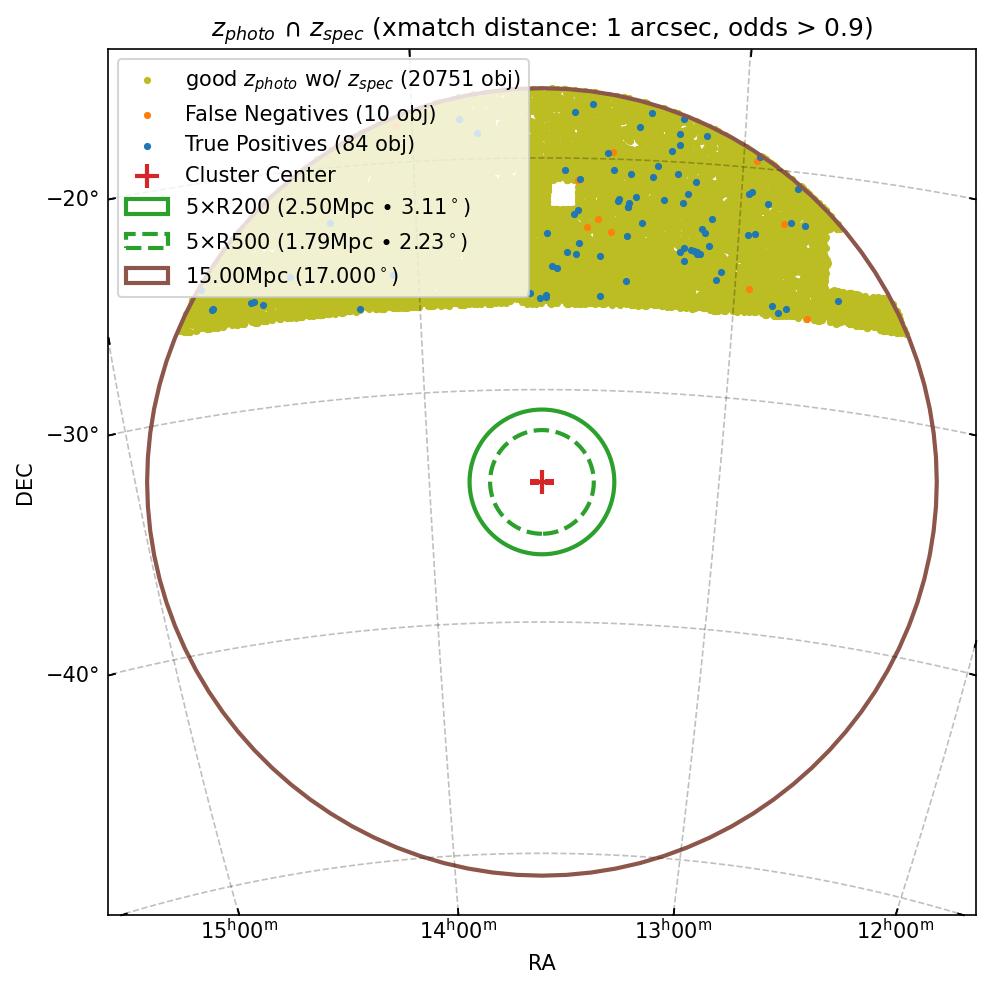 z_photo ∩ z_spec (xmatch distance: 1 arcsec, odds > 0.9)
good z_photo wo/ z_spec (20751 obj)
False Negatives (10 obj)
True Positives (84 obj)
Cluster Center
5×R200 (2.50Mpc • 3.11°)
5×R500 (1.79Mpc • 2.23°)
15.00Mpc (17.000°)
−20°
−30°
−40°
DEC
15ʰ00ᵐ 14ʰ00ᵐ 13ʰ00ᵐ 12ʰ00ᵐ
RA